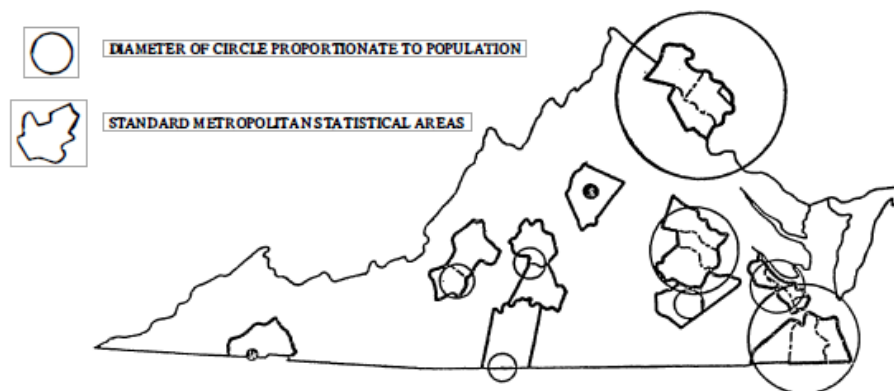 DIAMETER OF CIRCLE PROPORTIONATE TO POPULATION
STANDARD METROPOLITAN STATISTICAL AREAS